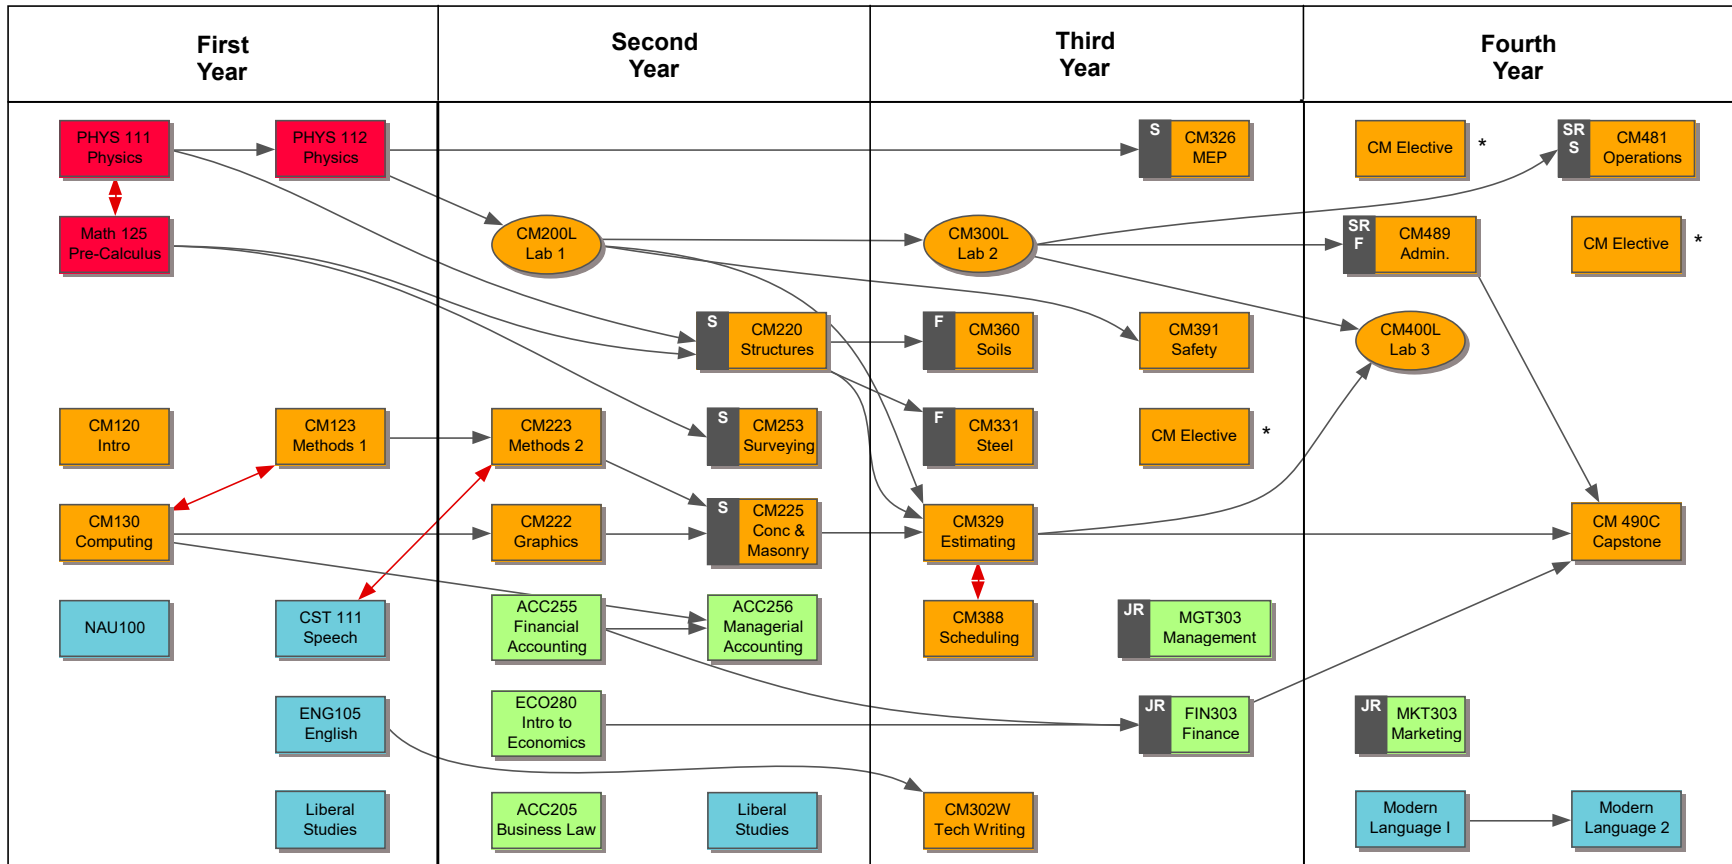 First
Year
Second
Year
Third
Year
Fourth
Year
PHYS 111
Physics
PHYS 112
Physics
S
CM326
MEP
CM Elective
*
SR
S
CM481
Operations
Math 125
Pre-Calculus
CM200L
Lab 1
CM300L
Lab 2
SR
F
CM489
Admin.
CM Elective
*
S
CM220
Structures
F
CM360
Soils
CM391
Safety
CM400L
Lab 3
CM120
Intro
CM123
Methods 1
CM223
Methods 2
S
CM253
Surveying
F
CM331
Steel
CM Elective
*
CM130
Computing
CM222
Graphics
S
CM225
Conc &
Masonry
CM329
Estimating
CM 490C
Capstone
NAU100
CST 111
Speech
ACC255
Financial
Accounting
ACC256
Managerial
Accounting
CM388
Scheduling
JR
MGT303
Management
ENG105
English
ECO280
Intro to
Economics
JR
FIN303
Finance
JR
MKT303
Marketing
Liberal
Studies
ACC205
Business Law
Liberal
Studies
CM302W
Tech Writing
Modern
Language I
Modern
Language 2